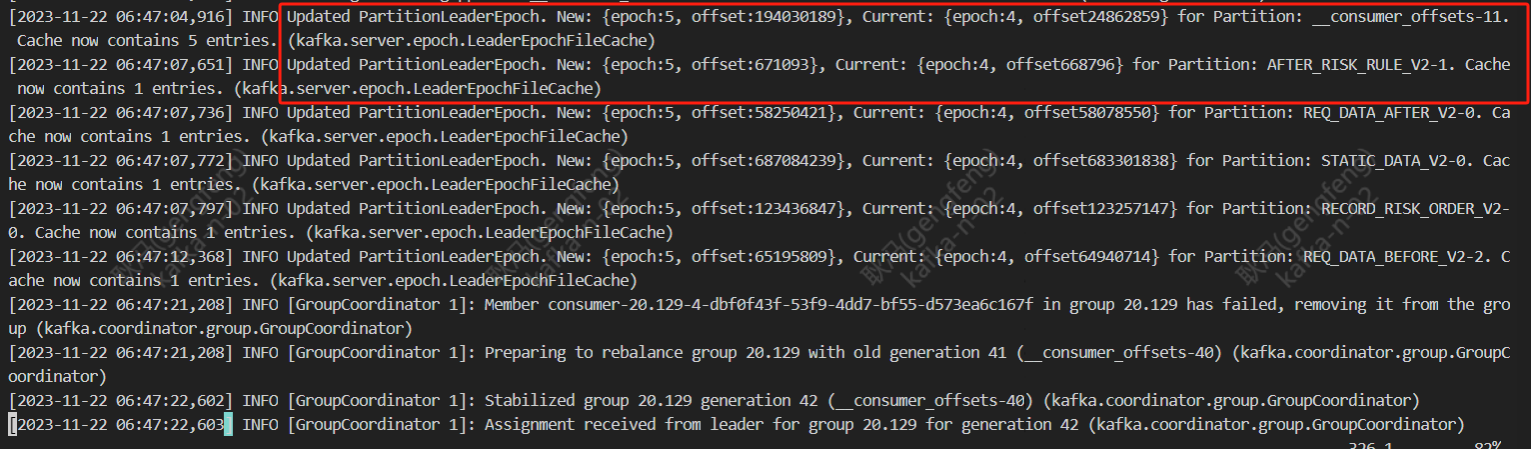 [2023-11-22 06:47:04,916] INFO Updated PartitionLeaderEpoch. New: {epoch:5, offset:194030189}, Current: {epoch:4, offset24862859} for Partition: __consumer_offsets-11.
 Cache now contains 5 entries. (kafka.server.epoch.LeaderEpochFileCache)
[2023-11-22 06:47:07,651] INFO Updated PartitionLeaderEpoch. New: {epoch:5, offset:671093}, Current: {epoch:4, offset668796} for Partition: AFTER_RISK_RULE_V2-1. Cache
 now contains 1 entries. (kafka.server.epoch.LeaderEpochFileCache)
[2023-11-22 06:47:07,736] INFO Updated PartitionLeaderEpoch. New: {epoch:5, offset:58250421}, Current: {epoch:4, offset58078550} for Partition: REQ_DATA_AFTER_V2-0. Ca
che now contains 1 entries. (kafka.server.epoch.LeaderEpochFileCache)
[2023-11-22 06:47:07,772] INFO Updated PartitionLeaderEpoch. New: {epoch:5, offset:687084239}, Current: {epoch:4, offset683301838} for Partition: STATIC_DATA_V2-0. Cac
he now contains 1 entries. (kafka.server.epoch.LeaderEpochFileCache)
[2023-11-22 06:47:07,797] INFO Updated PartitionLeaderEpoch. New: {epoch:5, offset:123436847}, Current: {epoch:4, offset123257147} for Partition: RECORD_RISK_ORDER_V2-
0. Cache now contains 1 entries. (kafka.server.epoch.LeaderEpochFileCache)
[2023-11-22 06:47:12,368] INFO Updated PartitionLeaderEpoch. New: {epoch:5, offset:65195809}, Current: {epoch:4, offset64940714} for Partition: REQ_DATA_BEFORE_V2-2. C
ache now contains 1 entries. (kafka.server.epoch.LeaderEpochFileCache)
[2023-11-22 06:47:21,208] INFO [GroupCoordinator 1]: Member consumer-20.129-4-dbf0f43f-53f9-4dd7-bf55-d573ea6c167f in group 20.129 has failed, removing it from the gro
up (kafka.coordinator.group.GroupCoordinator)
[2023-11-22 06:47:21,208] INFO [GroupCoordinator 1]: Preparing to rebalance group 20.129 with old generation 41 (__consumer_offsets-40) (kafka.coordinator.group.GroupC
oordinator)
[2023-11-22 06:47:22,602] INFO [GroupCoordinator 1]: Stabilized group 20.129 generation 42 (__consumer_offsets-40) (kafka.coordinator.group.GroupCoordinator)
[2023-11-22 06:47:22,603] INFO [GroupCoordinator 1]: Assignment received from leader for group 20.129 for generation 42 (kafka.coordinator.group.GroupCoordinator)